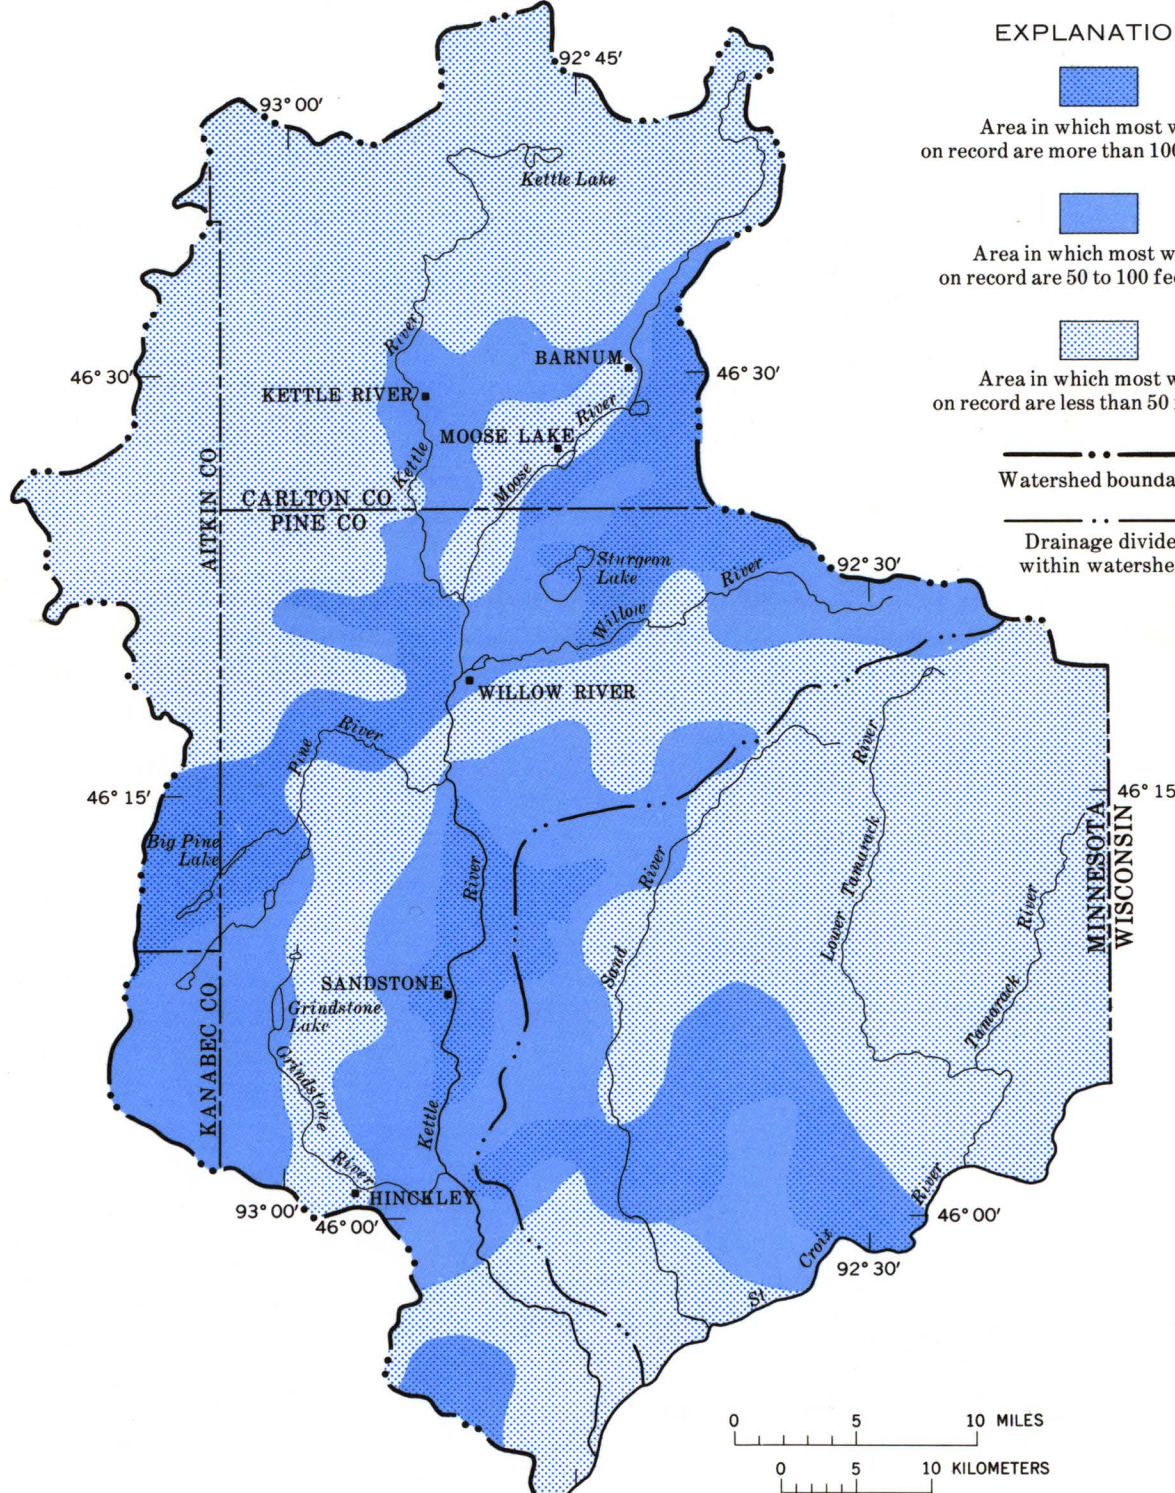 EXPLANATIO
Area in which most w
on record are more than 100
Area in which most w
on record are 50 to 100 fee
Area in which most w
on record are less than 50
Watershed bounda
Drainage divide
within watershe
92° 45′
93° 00′
Kettle Lake
River
BARNUM
46° 30′
46° 30′
KETTLE RIVER
River
MOOSE LAKE
Kettle
Moose
AITKIN CO
CARLTON CO
PINE CO
Sturgeon
Lake
92° 30′
River
Willow
WILLOW RIVER
River
Pine
River
46° 15′
46° 15
MINNESOTA
WISCONSIN
Big Pine
Lake
River
River
Lower Tamarack
River
Sand
SANDSTONE
Grindstone
Lake
KANABEC CO
Tamarack
Grindstone
Kettle
River
HINCKLEY
River
93° 00′
46° 00′
46° 00′
Croix
92° 30′
St
0 5 10 MILES
0 5 10 KILOMETERS